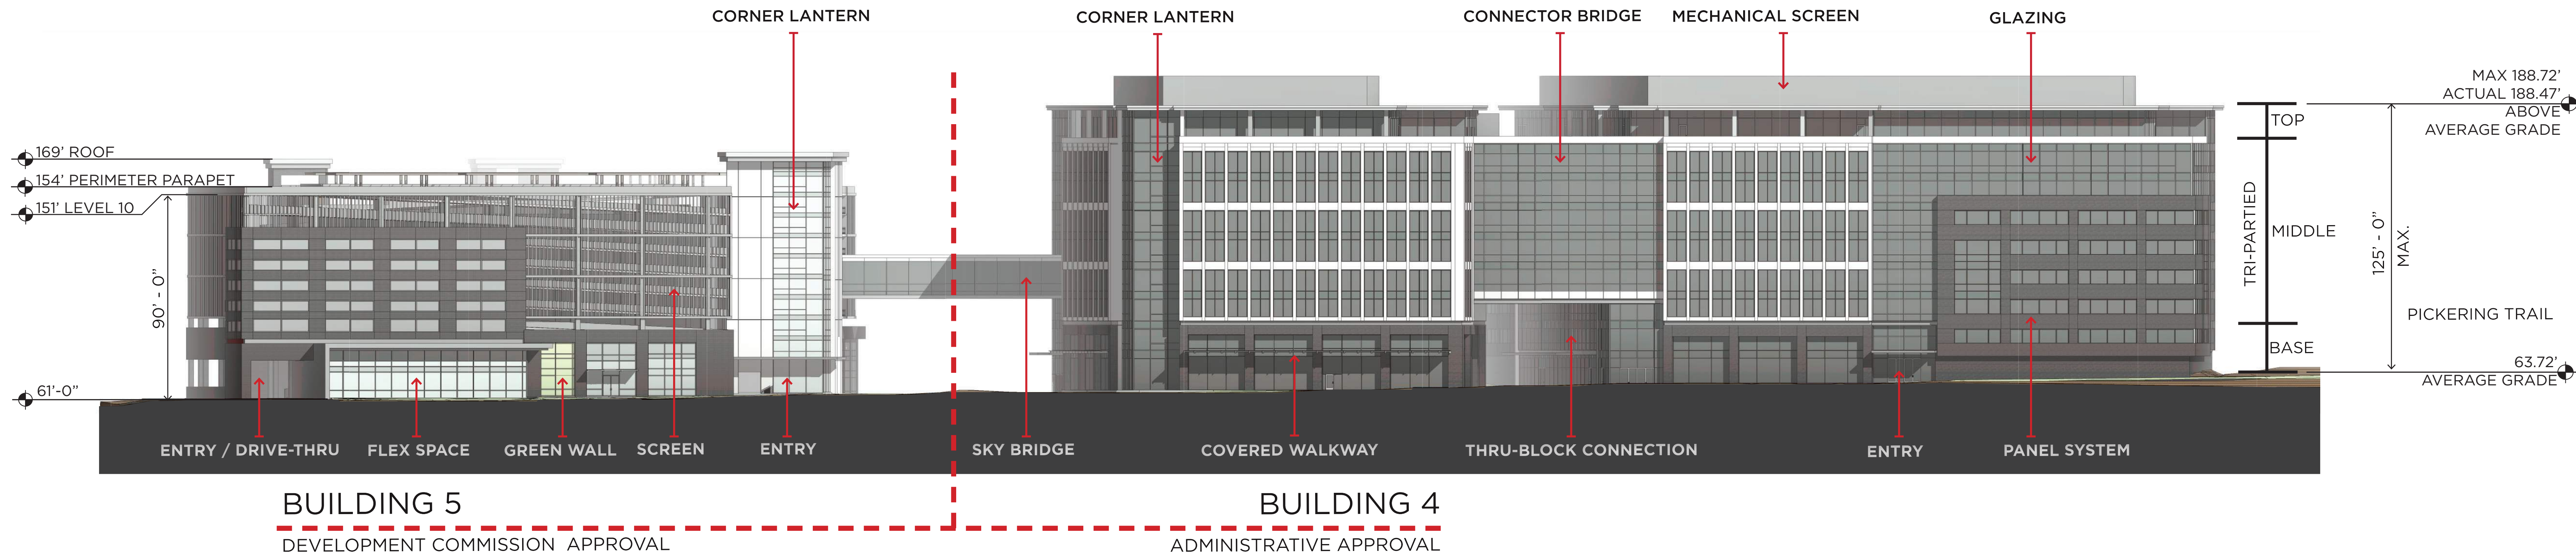 CORNER LANTERN
CORNER LANTERN
CONNECTOR BRIDGE
MECHANICAL SCREEN
GLAZING
169' ROOF
154' PERIMETER PARAPET
151' LEVEL 10
90' - 0"
61'-0"
MAX 188.72'
ACTUAL 188.47'
ABOVE
AVERAGE GRADE
TOP
TRI-PARTIED
MIDDLE
125' - 0"
MAX.
PICKERING TRAIL
BASE
63.72'
AVERAGE GRADE
ENTRY / DRIVE-THRU
FLEX SPACE
GREEN WALL
SCREEN
ENTRY
SKY BRIDGE
COVERED WALKWAY
THRU-BLOCK CONNECTION
ENTRY
PANEL SYSTEM
BUILDING 5
DEVELOPMENT COMMISSION APPROVAL
BUILDING 4
ADMINISTRATIVE APPROVAL